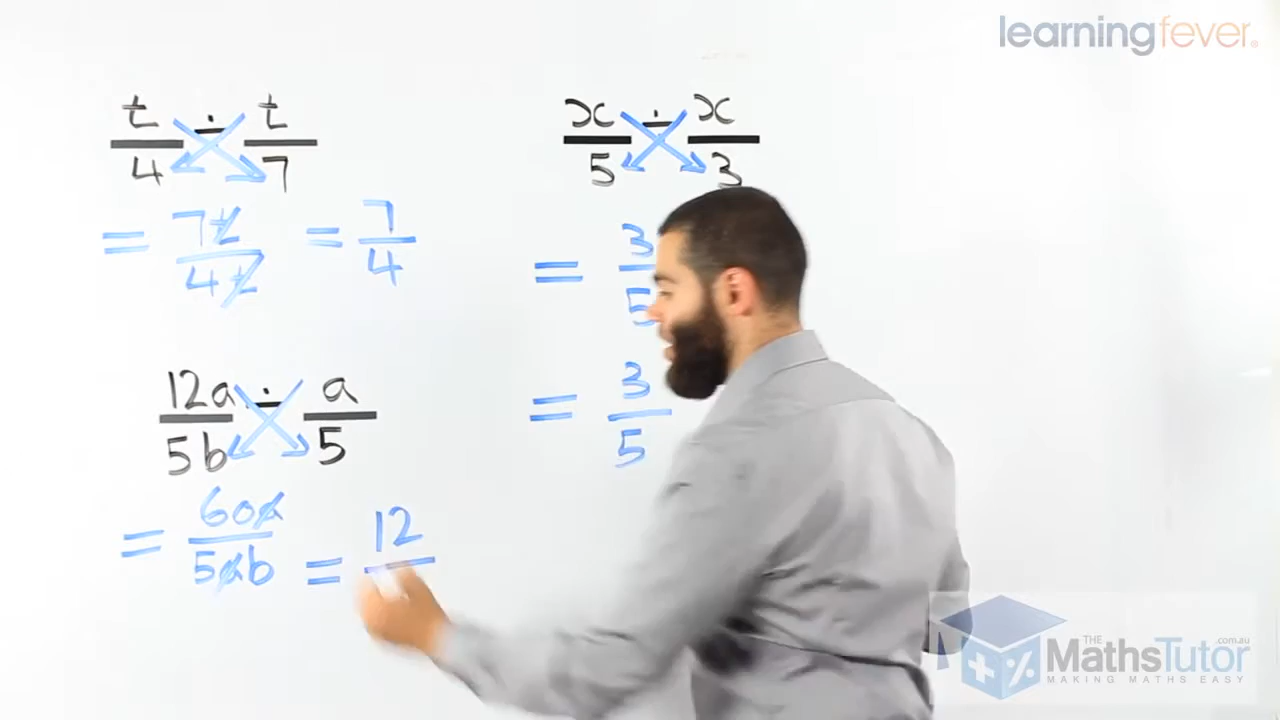 learningfever.
t/4 ÷ t/7
= 7t/4t = 7/4
x/5 ÷ x/3
= 3/5
= 3/5
12a/5b ÷ a/5
= 60a/5ab = 12
THE MathsTutor .com.au
MAKING MATHS EASY